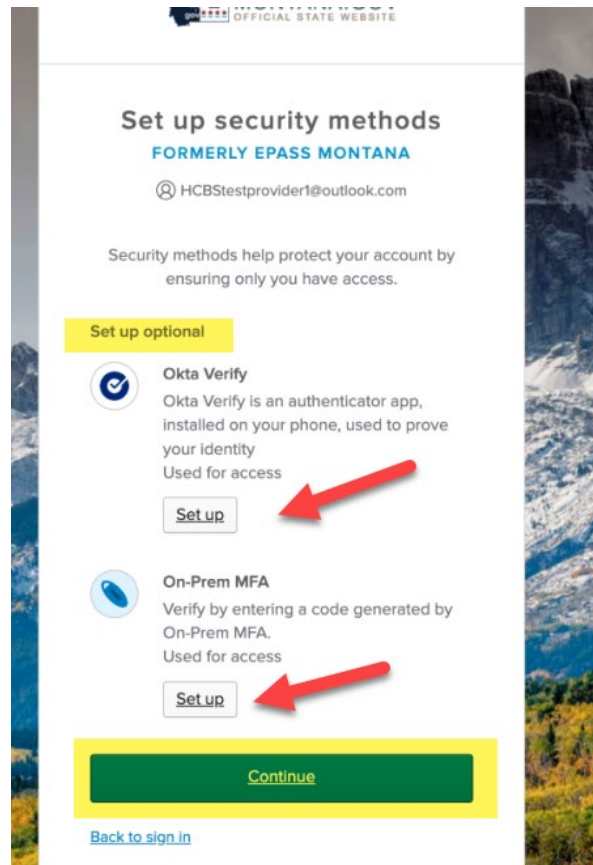 OFFICIAL STATE WEBSITE
Set up security methods
FORMERLY EPASS MONTANA
HCBStestprovider1@outlook.com
Security methods help protect your account by
ensuring only you have access.
Set up optional
Okta Verify
Okta Verify is an authenticator app,
installed on your phone, used to prove
your identity
Used for access
Set up
On-Prem MFA
Verify by entering a code generated by
On-Prem MFA.
Used for access
Set up
Continue
Back to sign in